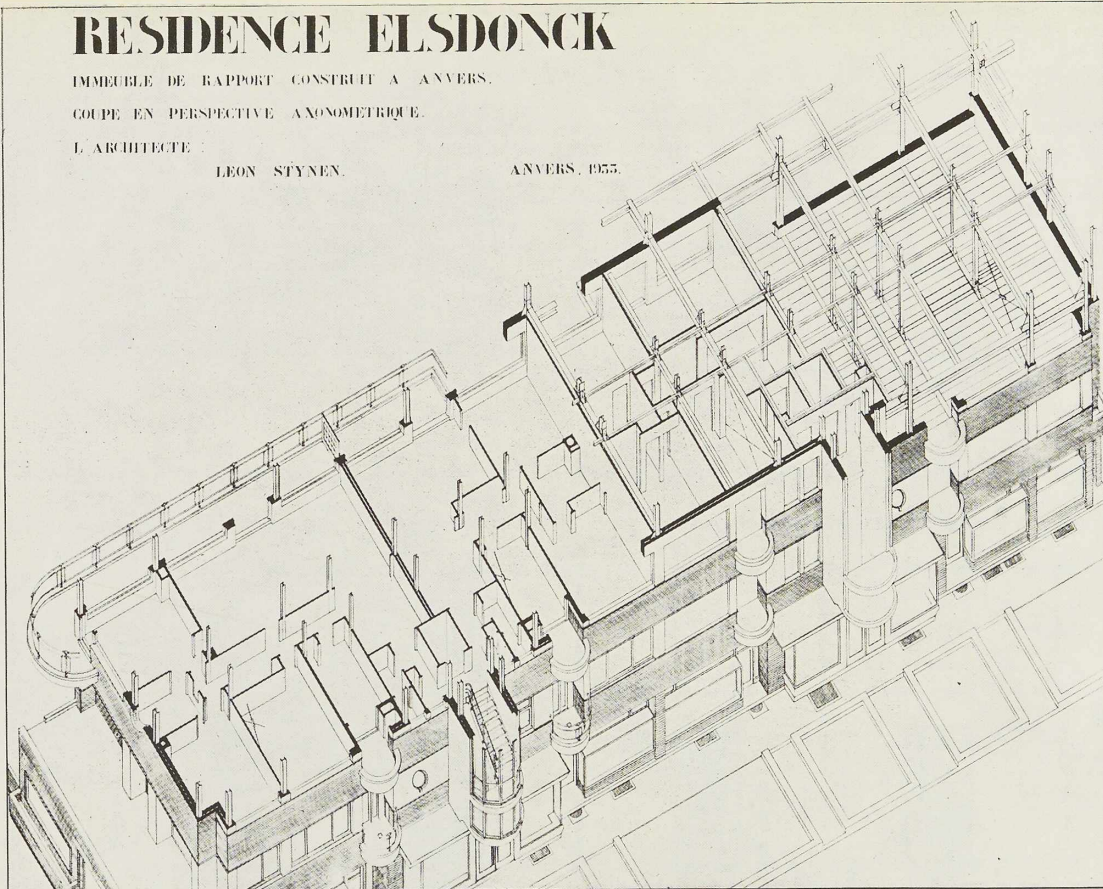 RESIDENCE ELSDONCK
IMMEUBLE DE RAPPORT CONSTRUIT A ANVERS.
COUPE EN PERSPECTIVE AXONOMETRIQUE.
L'ARCHITECTE :
LEON STYNEN. ANVERS, 1933.